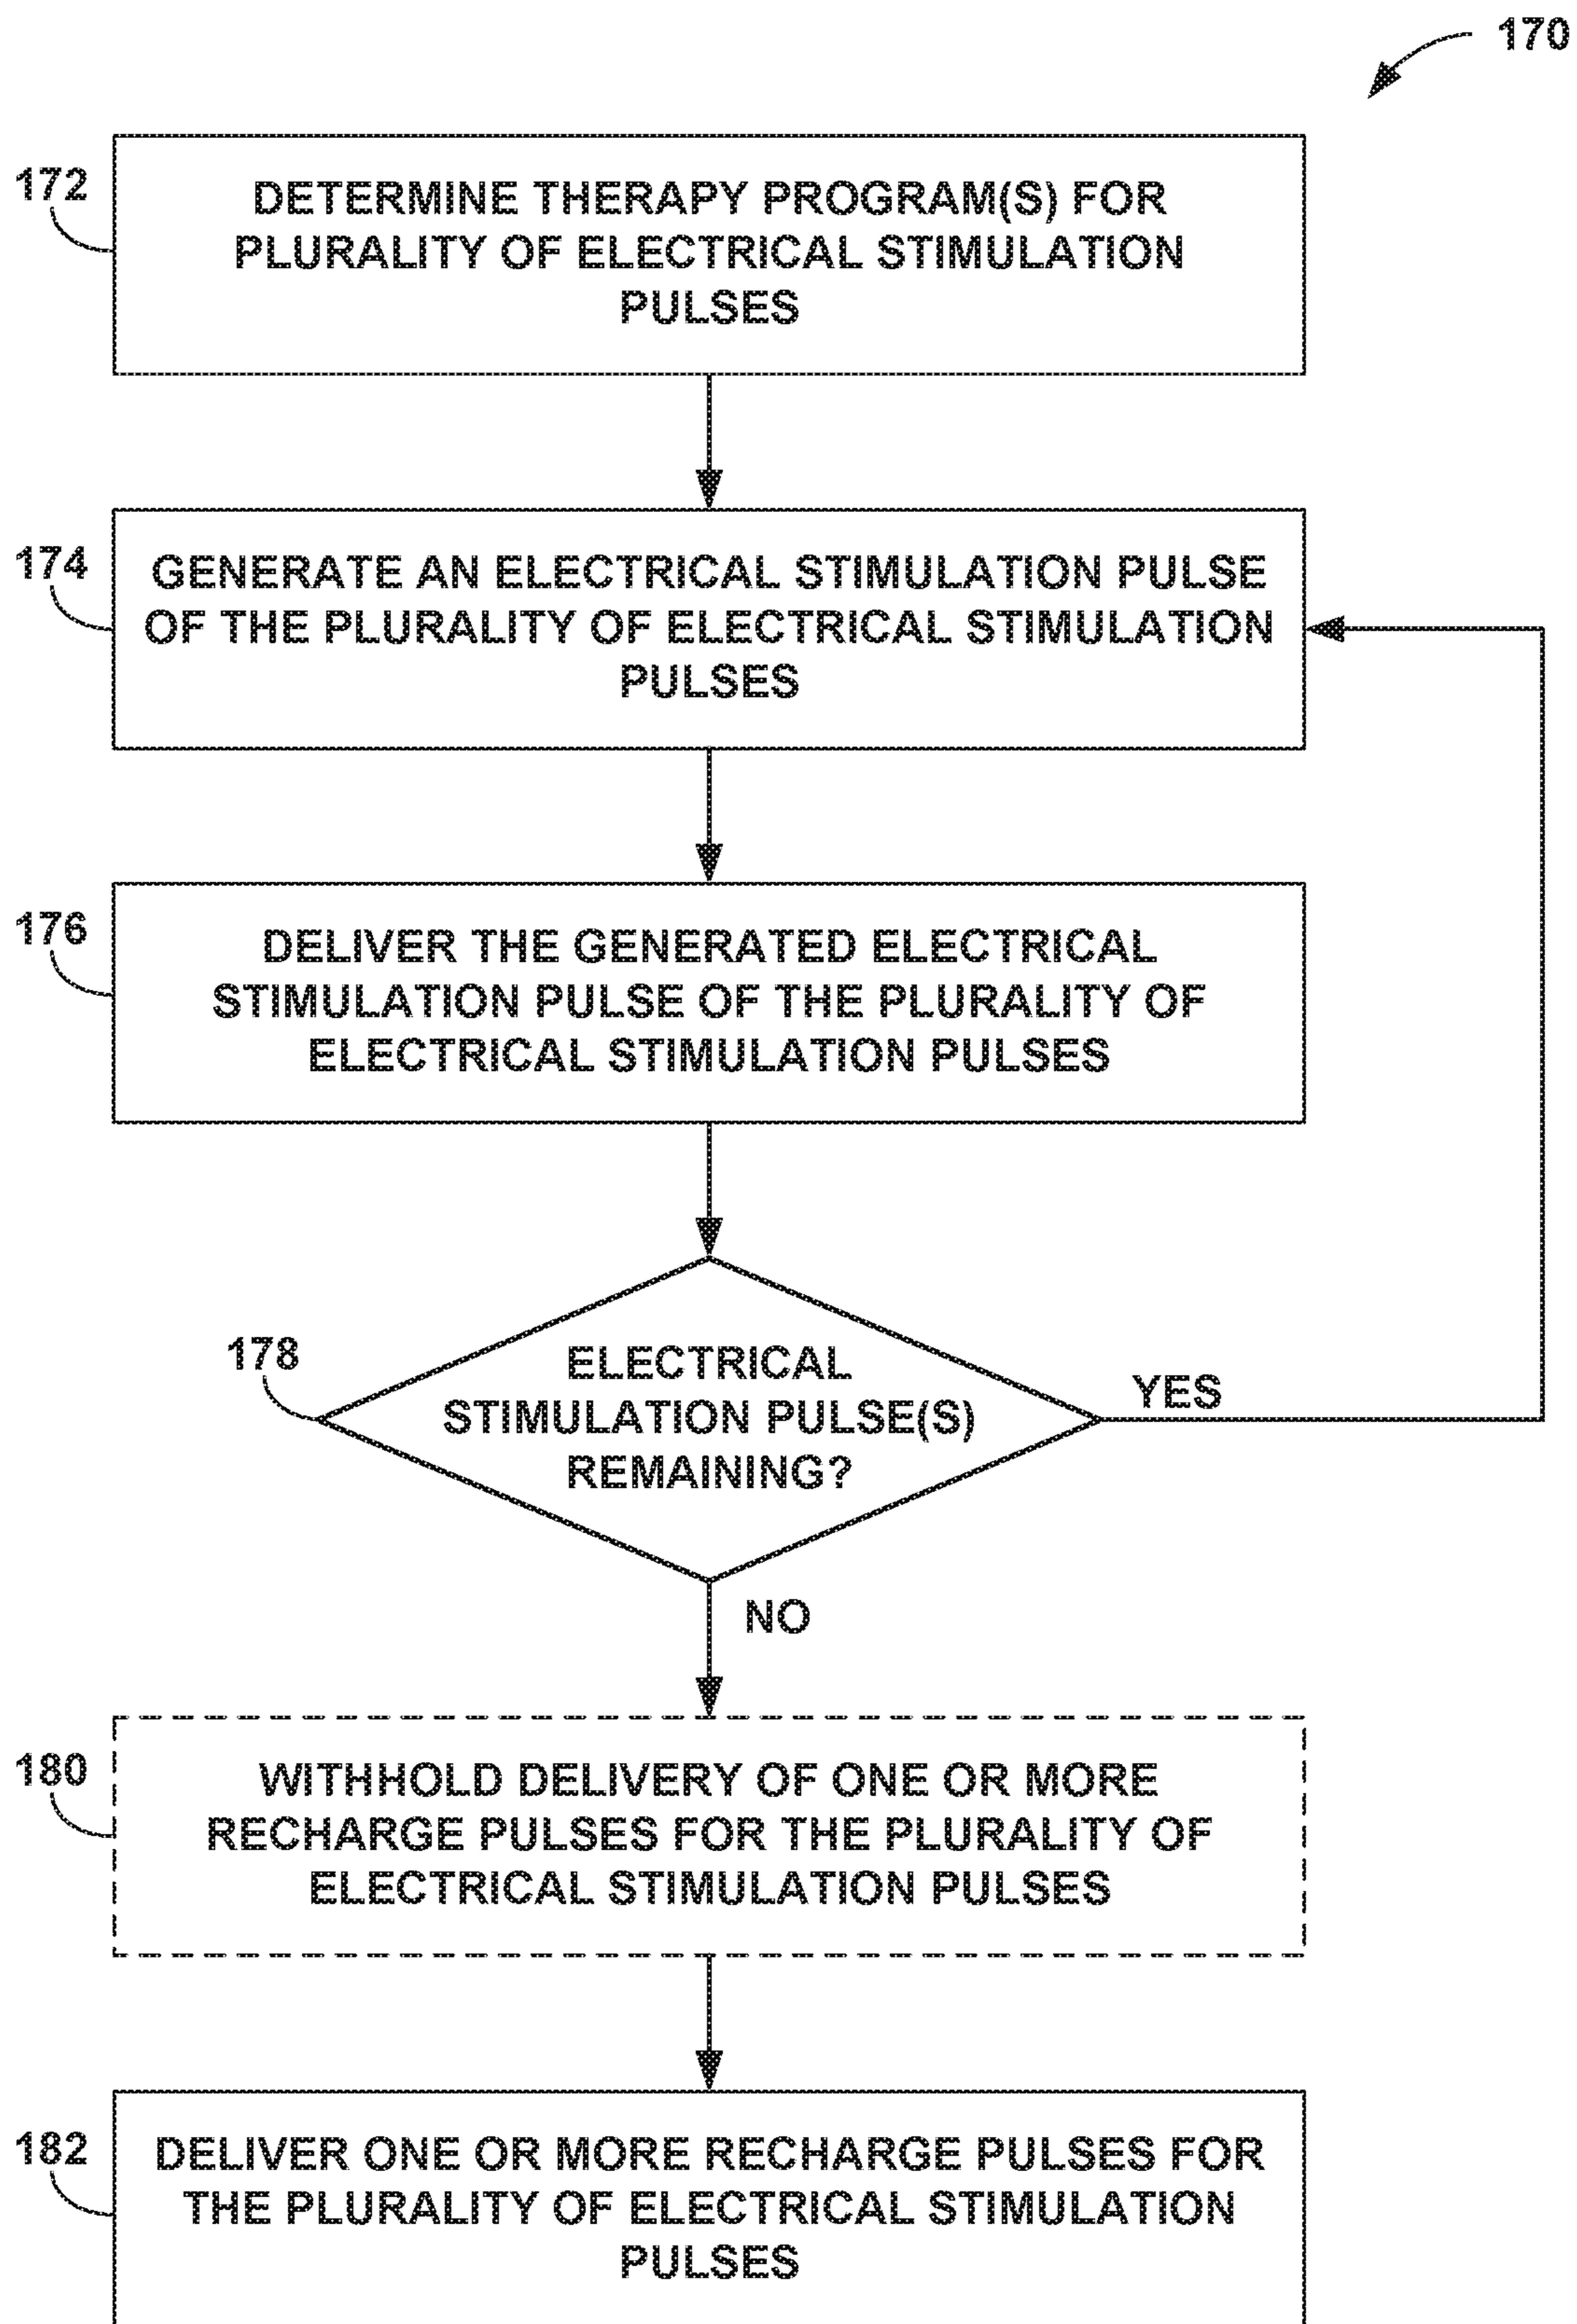 170
172
DETERMINE THERAPY PROGRAM(S) FOR
PLURALITY OF ELECTRICAL STIMULATION
PULSES
174
GENERATE AN ELECTRICAL STIMULATION PULSE
OF THE PLURALITY OF ELECTRICAL STIMULATION
PULSES
176
DELIVER THE GENERATED ELECTRICAL
STIMULATION PULSE OF THE PLURALITY OF
ELECTRICAL STIMULATION PULSES
178
ELECTRICAL
STIMULATION PULSE(S)
REMAINING?
YES
NO
180
WITHHOLD DELIVERY OF ONE OR MORE
RECHARGE PULSES FOR THE PLURALITY OF
ELECTRICAL STIMULATION PULSES
182
DELIVER ONE OR MORE RECHARGE PULSES FOR
THE PLURALITY OF ELECTRICAL STIMULATION
PULSES